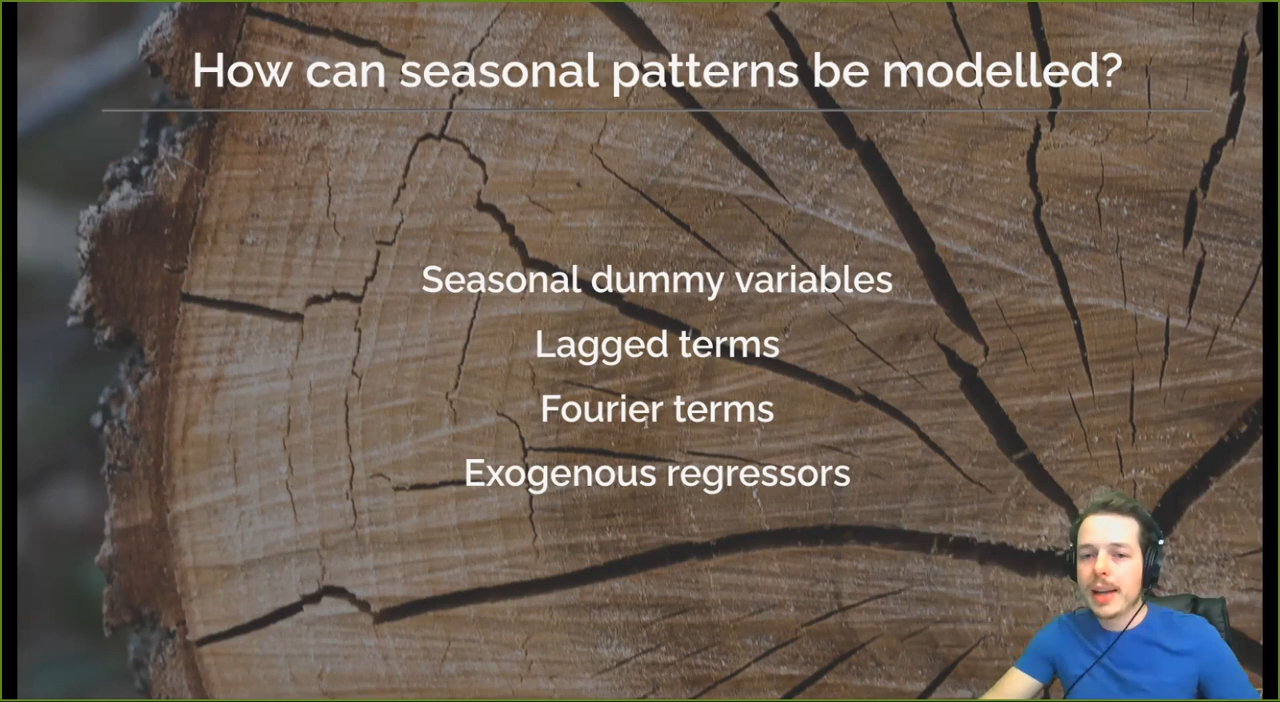 How can seasonal patterns be modelled?
Seasonal dummy variables
Lagged terms
Fourier terms
Exogenous regressors